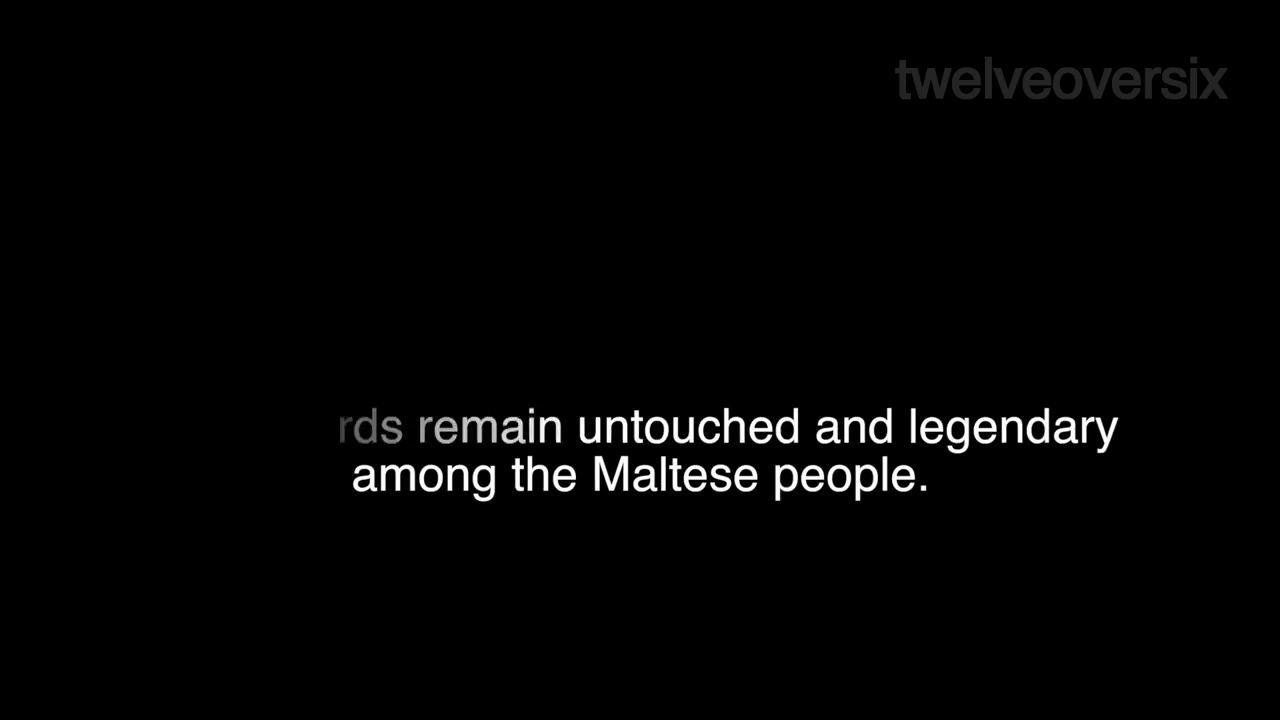 twelveoversix
rds remain untouched and legendary
among the Maltese people.